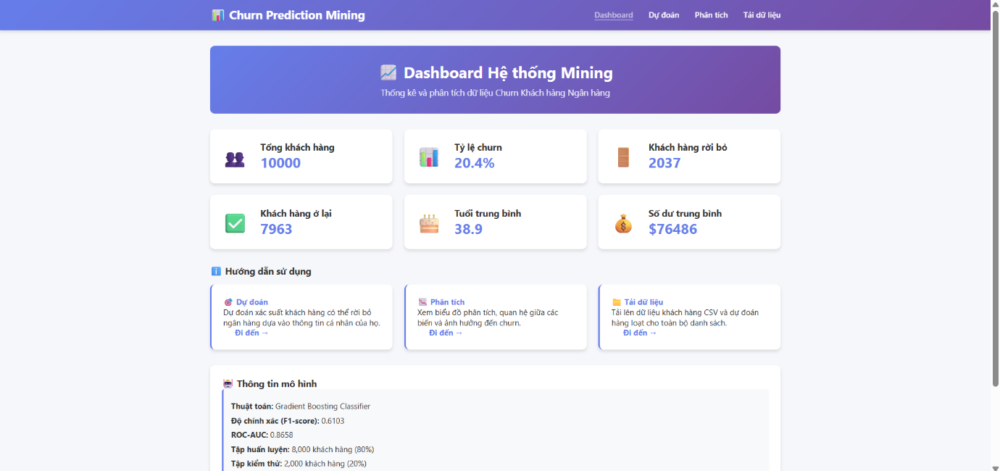 Churn Prediction Mining
Dashboard
Dự đoán
Phân tích
Tải dữ liệu
Dashboard Hệ thống Mining
Thống kê và phân tích dữ liệu Churn Khách hàng Ngân hàng
Tổng khách hàng
10000
Tỷ lệ churn
20.4%
Khách hàng rời bỏ
2037
Khách hàng ở lại
7963
Tuổi trung bình
38.9
Số dư trung bình
$76486
Hướng dẫn sử dụng
Dự đoán
Dự đoán xác suất khách hàng có thể rời bỏ
ngân hàng dựa vào thông tin cá nhân của họ.
Đi đến →
Phân tích
Xem biểu đồ phân tích, quan hệ giữa các
biến và ảnh hưởng đến churn.
Đi đến →
Tải dữ liệu
Tải lên dữ liệu khách hàng CSV và dự đoán
hàng loạt cho toàn bộ danh sách.
Đi đến →
Thông tin mô hình
Thuật toán: Gradient Boosting Classifier
Độ chính xác (F1-score): 0.6103
ROC-AUC: 0.8658
Tập huấn luyện: 8,000 khách hàng (80%)
Tập kiểm thử: 2,000 khách hàng (20%)